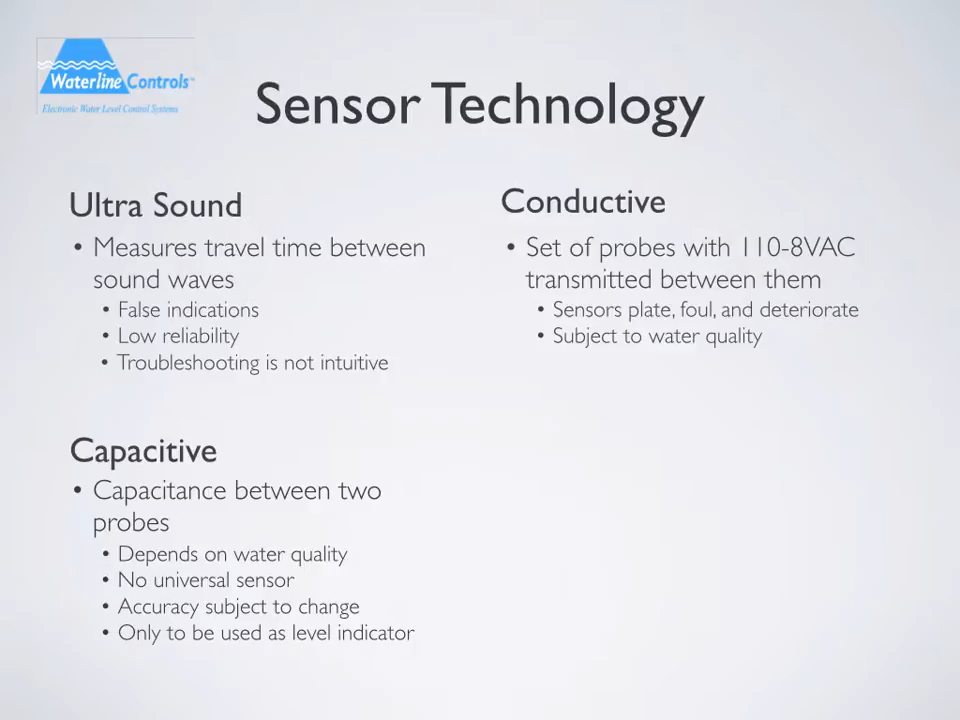 Waterline Controls™
Electronic Water Level Control Systems
Sensor Technology
Ultra Sound
• Measures travel time between
sound waves
• False indications
• Low reliability
• Troubleshooting is not intuitive
Conductive
• Set of probes with 110-8VAC
transmitted between them
• Sensors plate, foul, and deteriorate
• Subject to water quality
Capacitive
• Capacitance between two
probes
• Depends on water quality
• No universal sensor
• Accuracy subject to change
• Only to be used as level indicator